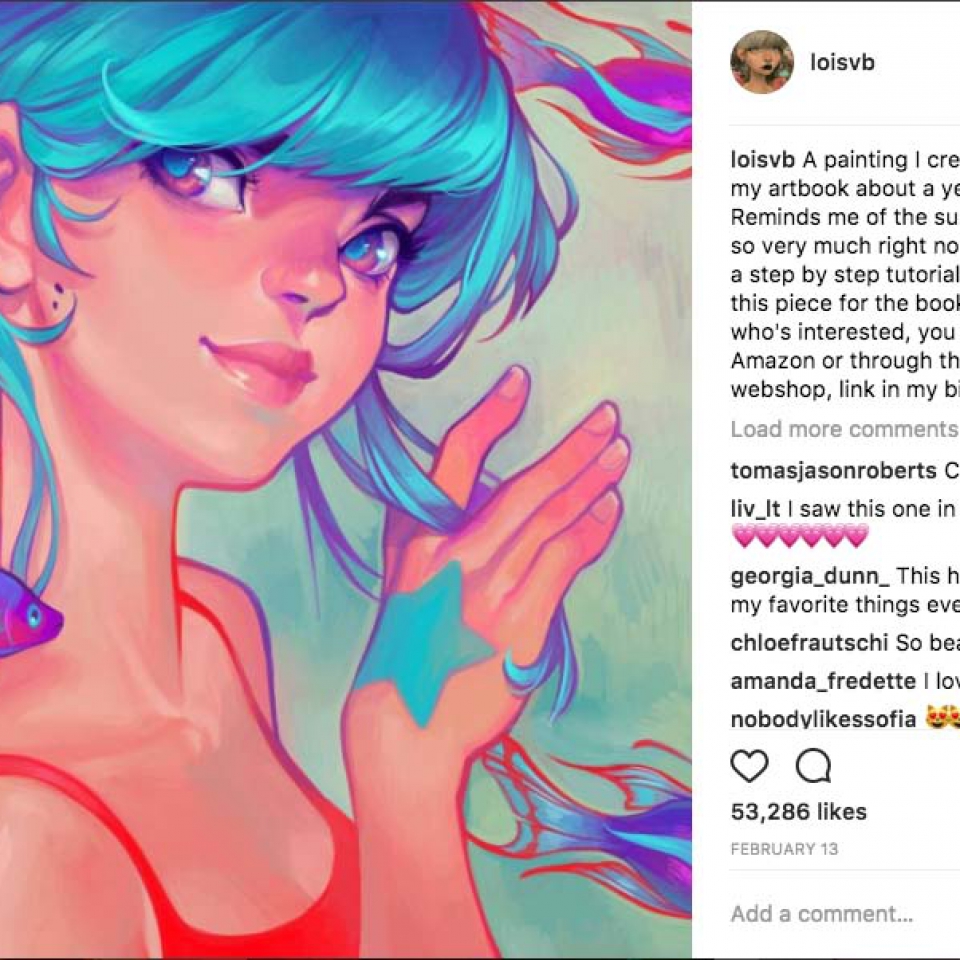 loisvb
loisvb A painting I cre
my artbook about a ye
Reminds me of the su
so very much right no
a step by step tutorial
this piece for the book
who's interested, you
Amazon or through th
webshop, link in my bi
Load more comments
tomasjasonroberts C
liv_lt I saw this one in
💗💗💗💗💗💗
georgia_dunn_ This h
my favorite things eve
chloefrautschi So bea
amanda_fredette I lov
nobodylikessofia 😻😻
53,286 likes
FEBRUARY 13
Add a comment...